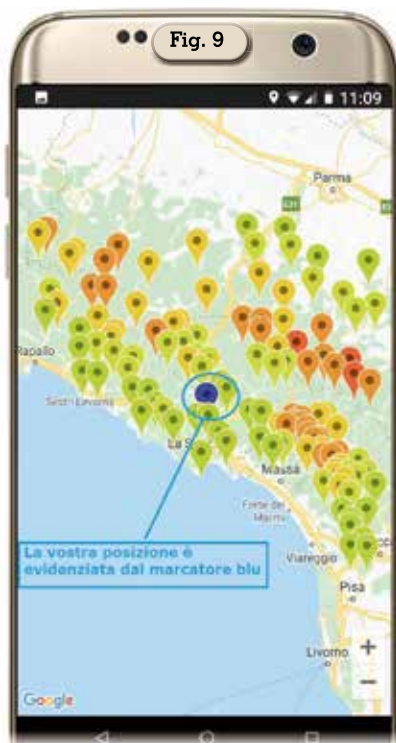 Fig. 9
11:09
Parma
Rapallo
Sestri Levante
La S
Massa
Forte dei
Marmi
La vostra posizione è
evidenziata dal marcatore blu
Viareggio
Pisa
Livorno
+
−
Google